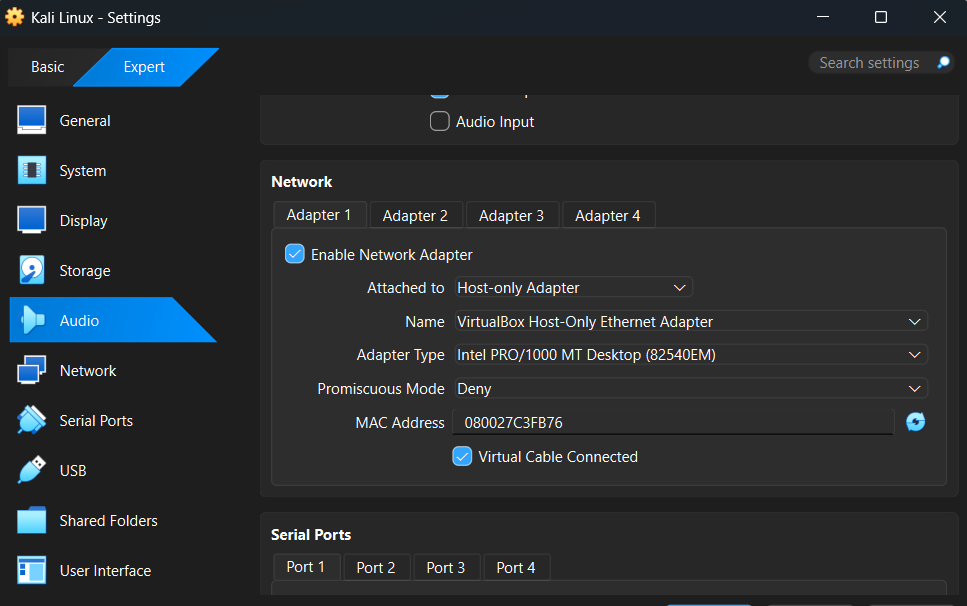 Kali Linux - Settings
Basic
Expert
Search settings
General
System
Display
Storage
Audio
Network
Serial Ports
USB
Shared Folders
User Interface
Audio Input
Network
Adapter 1
Adapter 2
Adapter 3
Adapter 4
Enable Network Adapter
Attached to Host-only Adapter
Name VirtualBox Host-Only Ethernet Adapter
Adapter Type Intel PRO/1000 MT Desktop (82540EM)
Promiscuous Mode Deny
MAC Address 080027C3FB76
Virtual Cable Connected
Serial Ports
Port 1
Port 2
Port 3
Port 4